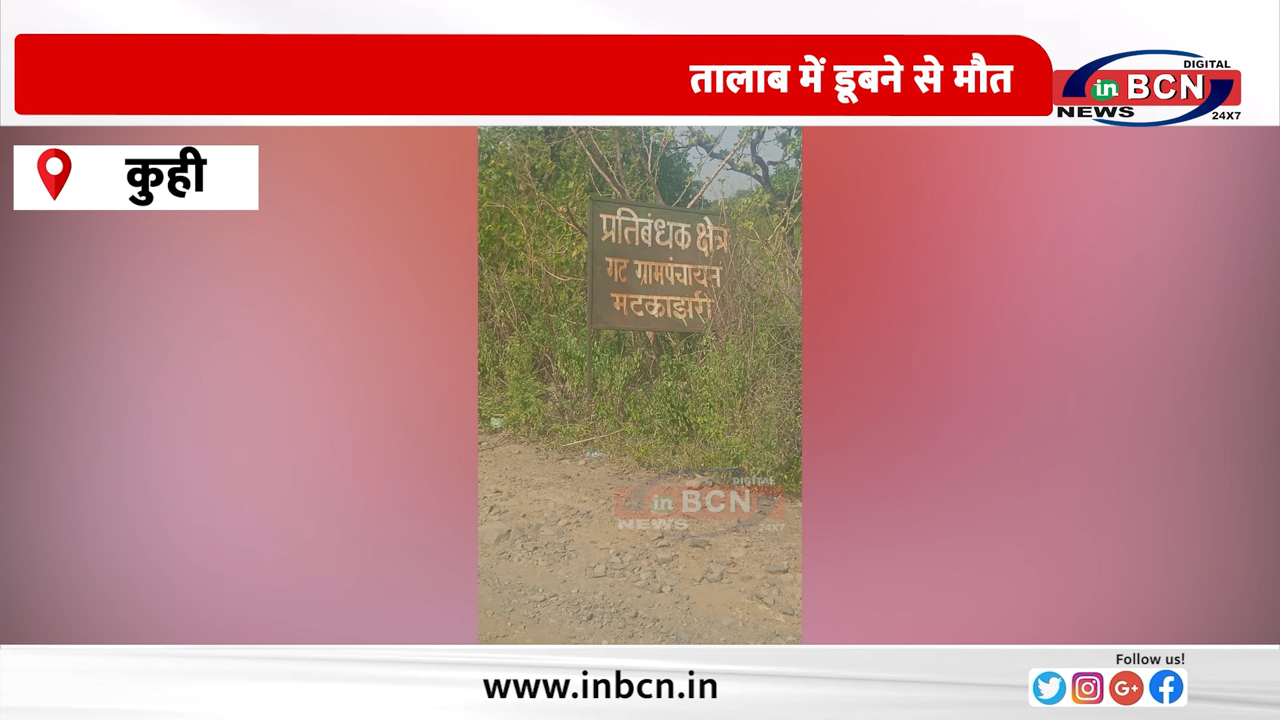 तालाब में डूबने से मौत
DIGITAL
in BCN
NEWS 24X7
कुही
प्रतिबंधक क्षेत्र
गट ग्रामपंचायत
मटकाझरी
DIGITAL
in BCN
NEWS 24X7
Follow us!
www.inbcn.in